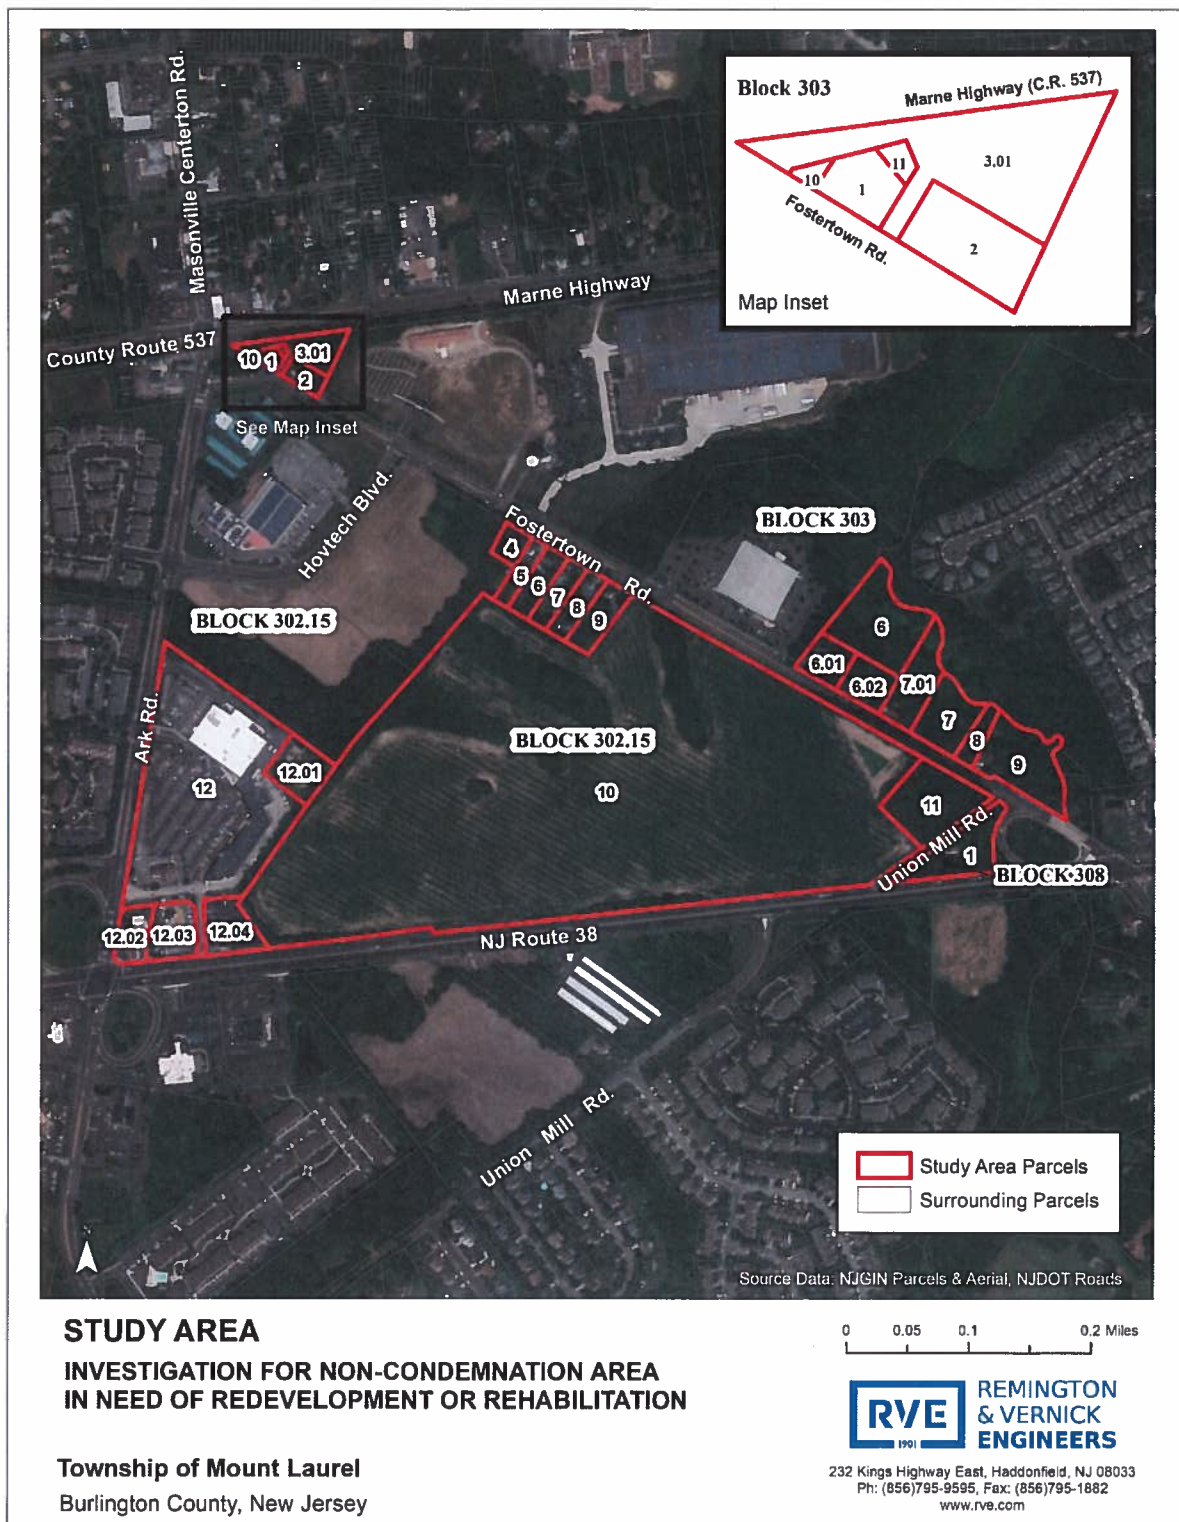 Block 303
Marne Highway (C.R. 537)
3.01
11
10
1
2
Fostertown Rd.
Map Inset
Masonville Centerton Rd.
Marne Highway
County Route 537
10 1 3.01
2
See Map Inset
Hovtech Blvd.
Fostertown Rd.
BLOCK 303
4
5
6
7
8
9
BLOCK 302.15
6
6.01
6.02
7.01
7
8
9
Ark Rd.
BLOCK 302.15
10
12
12.01
11
Union Mill Rd.
1
BLOCK 308
12.02
12.03
12.04
NJ Route 38
Union Mill Rd.
Study Area Parcels
Surrounding Parcels
Source Data: NJGIN Parcels & Aerial, NJDOT Roads
STUDY AREA
INVESTIGATION FOR NON-CONDEMNATION AREA
IN NEED OF REDEVELOPMENT OR REHABILITATION
Township of Mount Laurel
Burlington County, New Jersey
0 0.05 0.1 0.2 Miles
RVE
1901
REMINGTON
& VERNICK
ENGINEERS
232 Kings Highway East, Haddonfield, NJ 08033
Ph: (856)795-9595, Fax: (856)795-1882
www.rve.com